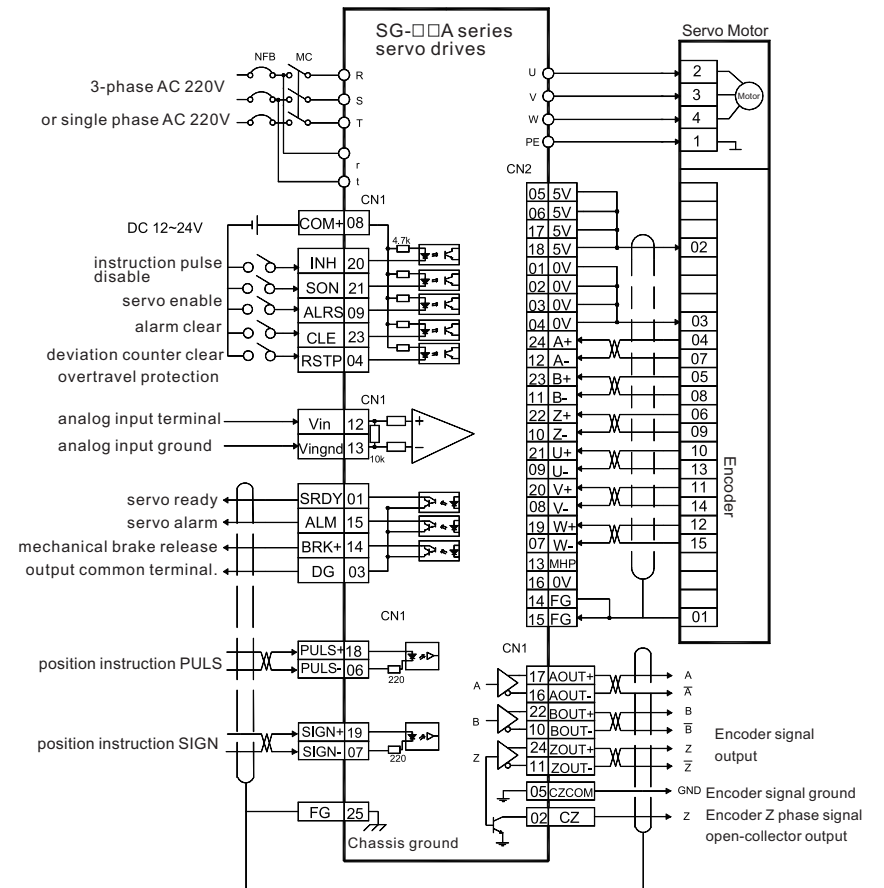 SG-□□A series
servo drives
Servo Motor
NFB MC
3-phase AC 220V
or single phase AC 220V
R
S
T
r
t
U
V
W
PE
2
3
4
1
Motor
CN2
CN1
DC 12~24V
COM+ 08
4.7k
instruction pulse
disable
servo enable
alarm clear
deviation counter clear
overtravel protection
INH 20
SON 21
ALRS 09
CLE 23
RSTP 04
CN1
analog input terminal
analog input ground
Vin 12
Vingnd 13
10k
+
−
servo ready
servo alarm
mechanical brake release
output common terminal.
SRDY 01
ALM 15
BRK+ 14
DG 03
CN1
position instruction PULS
PULS+ 18
PULS- 06
220
position instruction SIGN
SIGN+ 19
SIGN- 07
220
FG 25
Chassis ground
05 5V
06 5V
17 5V
18 5V
01 0V
02 0V
03 0V
04 0V
24 A+
12 A-
23 B+
11 B-
22 Z+
10 Z-
21 U+
09 U-
20 V+
08 V-
19 W+
07 W-
13 MHP
16 0V
14 FG
15 FG
02
03
04
07
05
08
06
09
10
13
11
14
12
15
01
Encoder
CN1
A
B
Z
17 AOUT+
16 AOUT-
22 BOUT+
10 BOUT-
24 ZOUT+
11 ZOUT-
05 CZCOM
02 CZ
A
A̅
B
B̅
Z
Z̅
Encoder signal
output
GND Encoder signal ground
Z Encoder Z phase signal
open-collector output